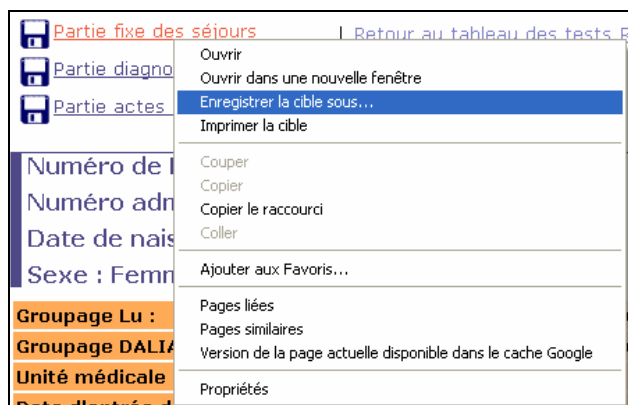 Partie fixe des séjours | Retour au tableau des tests
Partie diagno
Partie actes
Ouvrir
Ouvrir dans une nouvelle fenêtre
Enregistrer la cible sous...
Imprimer la cible
Couper
Copier
Copier le raccourci
Coller
Ajouter aux Favoris...
Pages liées
Pages similaires
Version de la page actuelle disponible dans le cache Google
Propriétés
Numéro de
Numéro adn
Date de nais
Sexe : Femm
Groupage Lu :
Groupage DALIA
Unité médicale